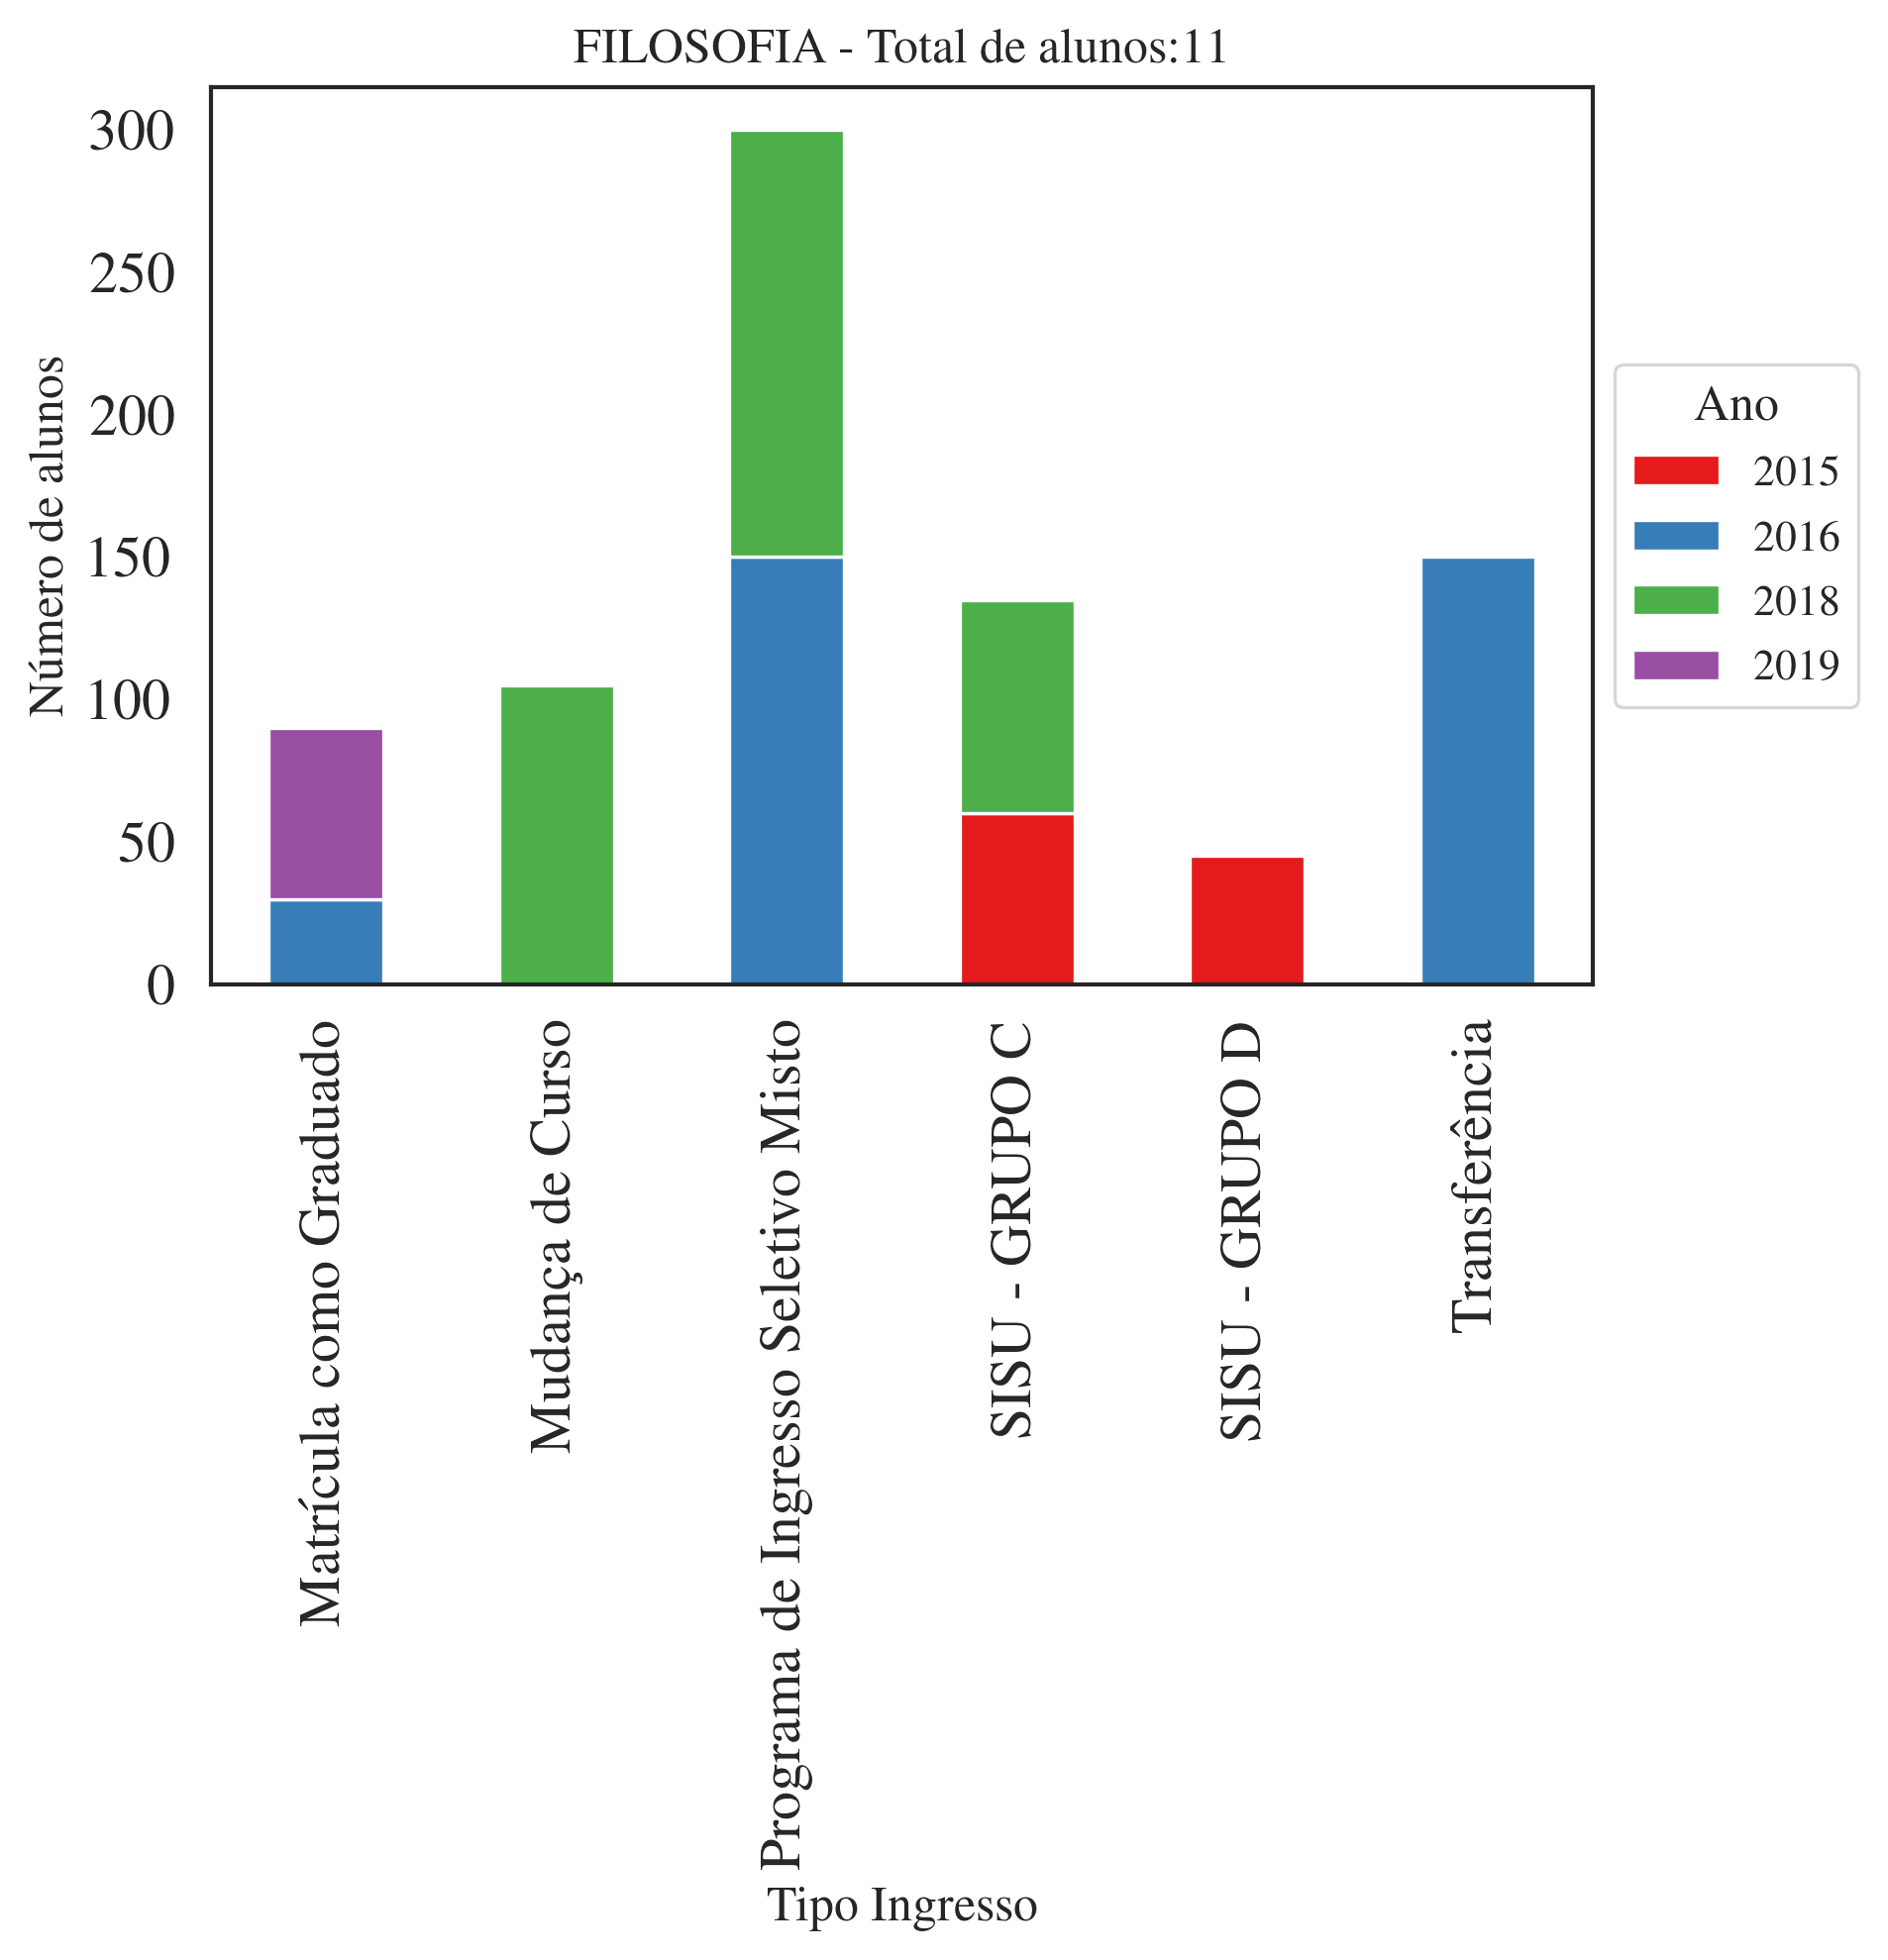 FILOSOFIA - Total de alunos:11
Número de alunos
300
250
200
150
100
50
0
Ano
2015
2016
2018
2019
Matrícula como Graduado
Mudança de Curso
Programa de Ingresso Seletivo Misto
SISU - GRUPO C
SISU - GRUPO D
Transferência
Tipo Ingresso